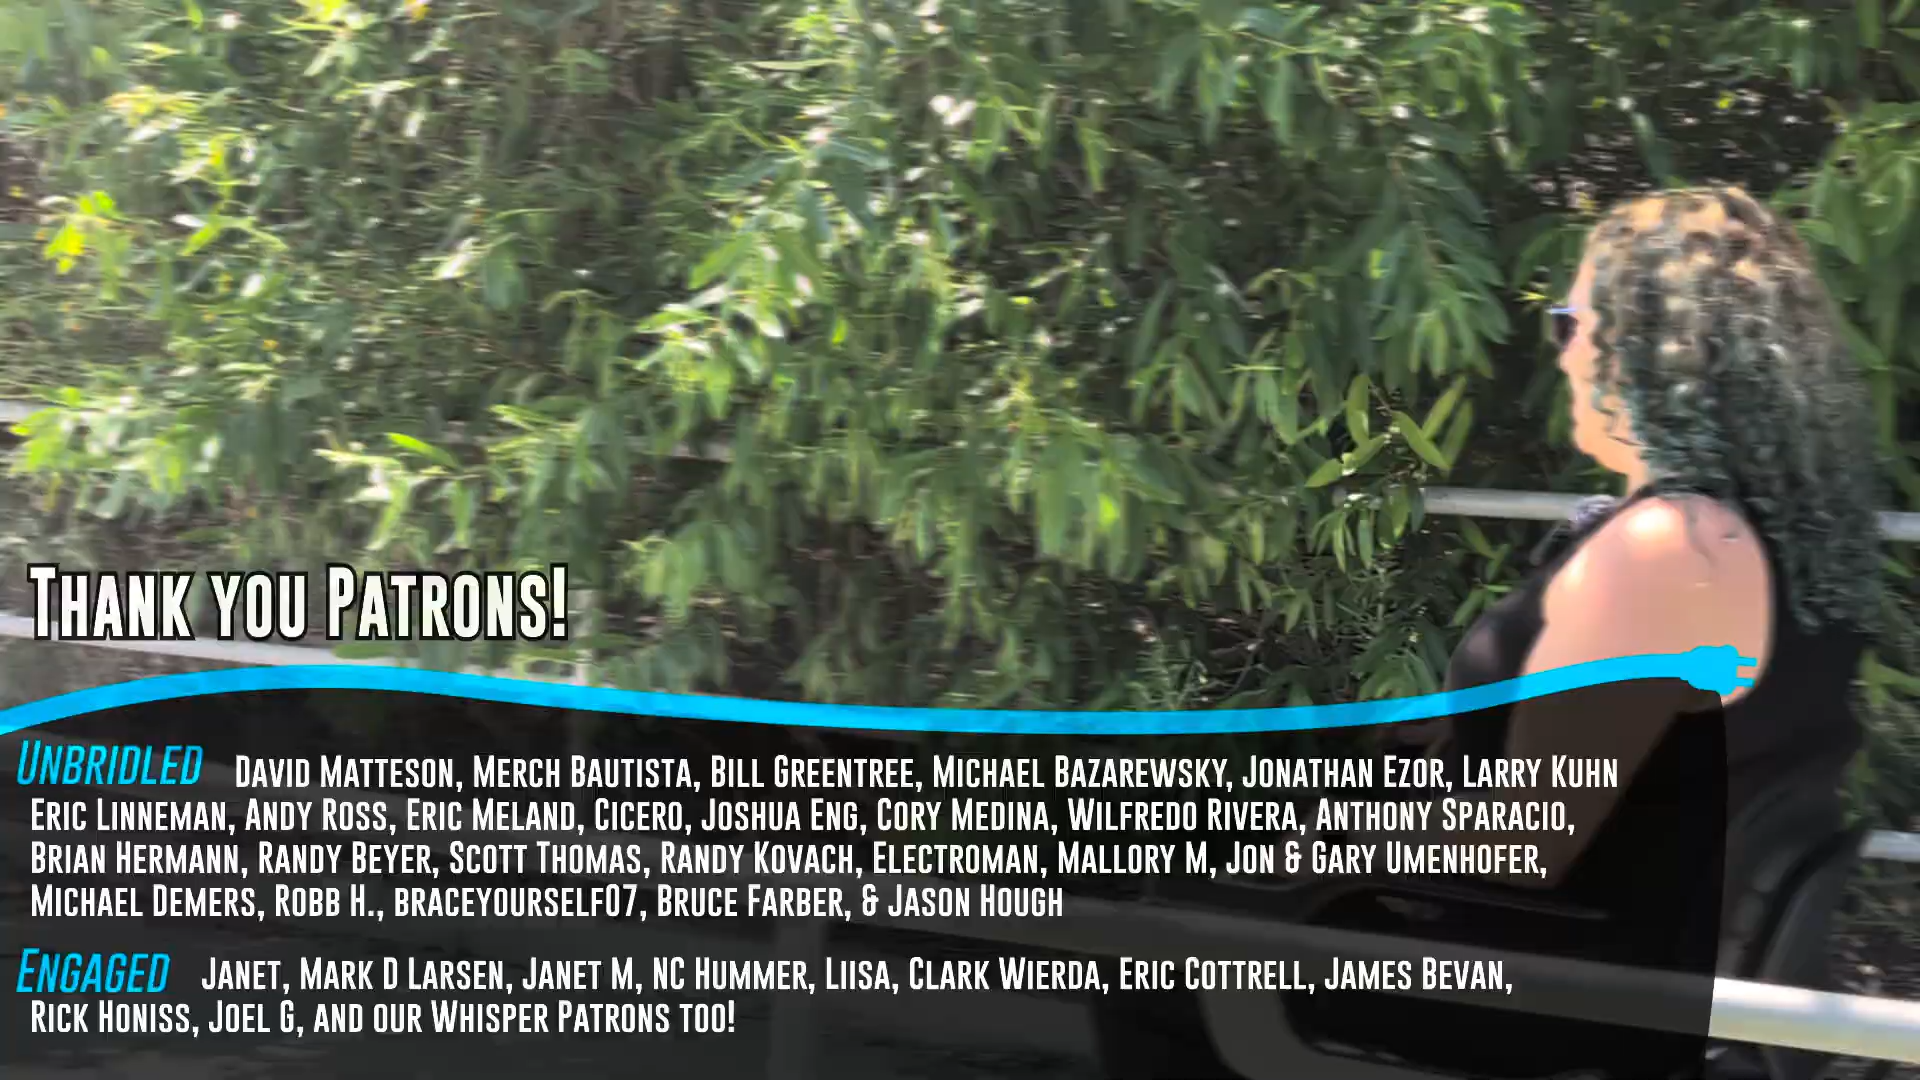 Thank you Patrons!
Unbridled David Matteson, Merch Bautista, Bill Greentree, Michael Bazarewsky, Jonathan Ezor, Larry Kuhn
Eric Linneman, Andy Ross, Eric Meland, Cicero, Joshua Eng, Cory Medina, Wilfredo Rivera, Anthony Sparacio,
Brian Hermann, Randy Beyer, Scott Thomas, Randy Kovach, Electroman, Mallory M, Jon & Gary Umenhofer,
Michael Demers, Robb H., braceyourself07, Bruce Farber, & Jason Hough
Engaged Janet, Mark D Larsen, Janet M, NC Hummer, Liisa, Clark Wierda, Eric Cottrell, James Bevan,
Rick Honiss, Joel G, and our Whisper Patrons too!